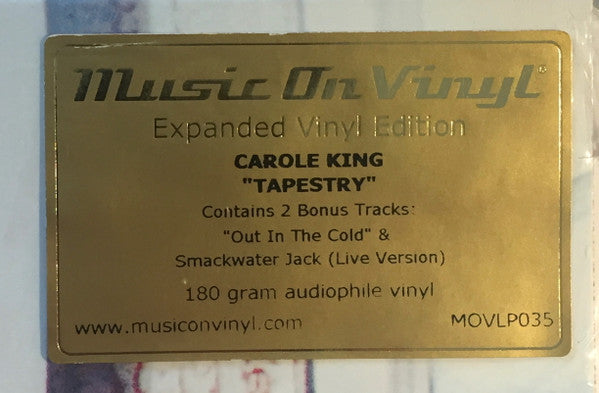 Music On Vinyl®
Expanded Vinyl Edition
CAROLE KING
"TAPESTRY"
Contains 2 Bonus Tracks:
"Out In The Cold" &
Smackwater Jack (Live Version)
180 gram audiophile vinyl
www.musiconvinyl.com MOVLP035